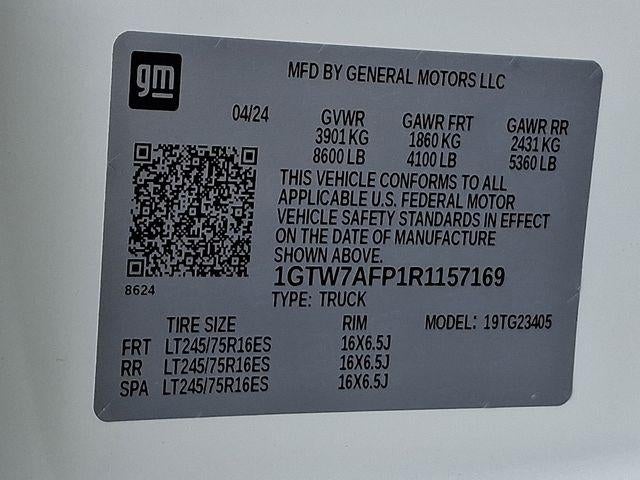 gm
MFD BY GENERAL MOTORS LLC
04/24 GVWR GAWR FRT GAWR RR
3901 KG 1860 KG 2431 KG
8600 LB 4100 LB 5360 LB
THIS VEHICLE CONFORMS TO ALL
APPLICABLE U.S. FEDERAL MOTOR
VEHICLE SAFETY STANDARDS IN EFFECT
ON THE DATE OF MANUFACTURE
SHOWN ABOVE.
8624
1GTW7AFP1R1157169
TYPE: TRUCK
TIRE SIZE RIM MODEL: 19TG23405
FRT LT245/75R16ES 16X6.5J
RR LT245/75R16ES 16X6.5J
SPA LT245/75R16ES 16X6.5J